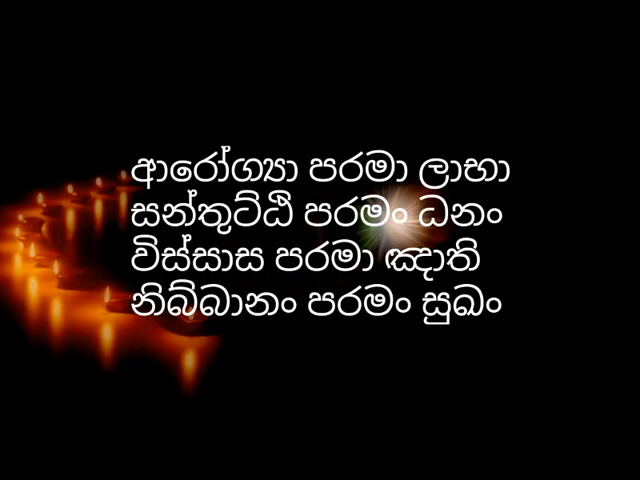 ආරෝග්‍යා පරමා ලාභා
සන්තුට්ඨි පරමං ධනං
විස්සාස පරමා ඤාති
නිබ්බානං පරමං සුඛං